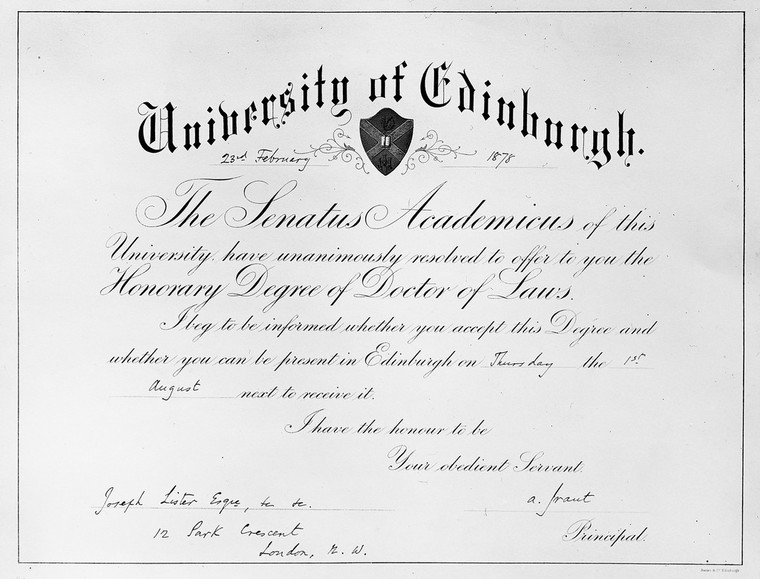 University of Edinburgh.
23rd February 1878
The Senatus Academicus of this
University, have unanimously resolved to offer to you the
Honorary Degree of Doctor of Laws.
I beg to be informed whether you accept this Degree and
whether you can be present in Edinburgh on Thursday the 1st
August next to receive it.
I have the honour to be
Your obedient Servant.
Joseph Lister Esqre, &c &c.
A. Grant
12 Park Crescent
Principal.
London, N. W.